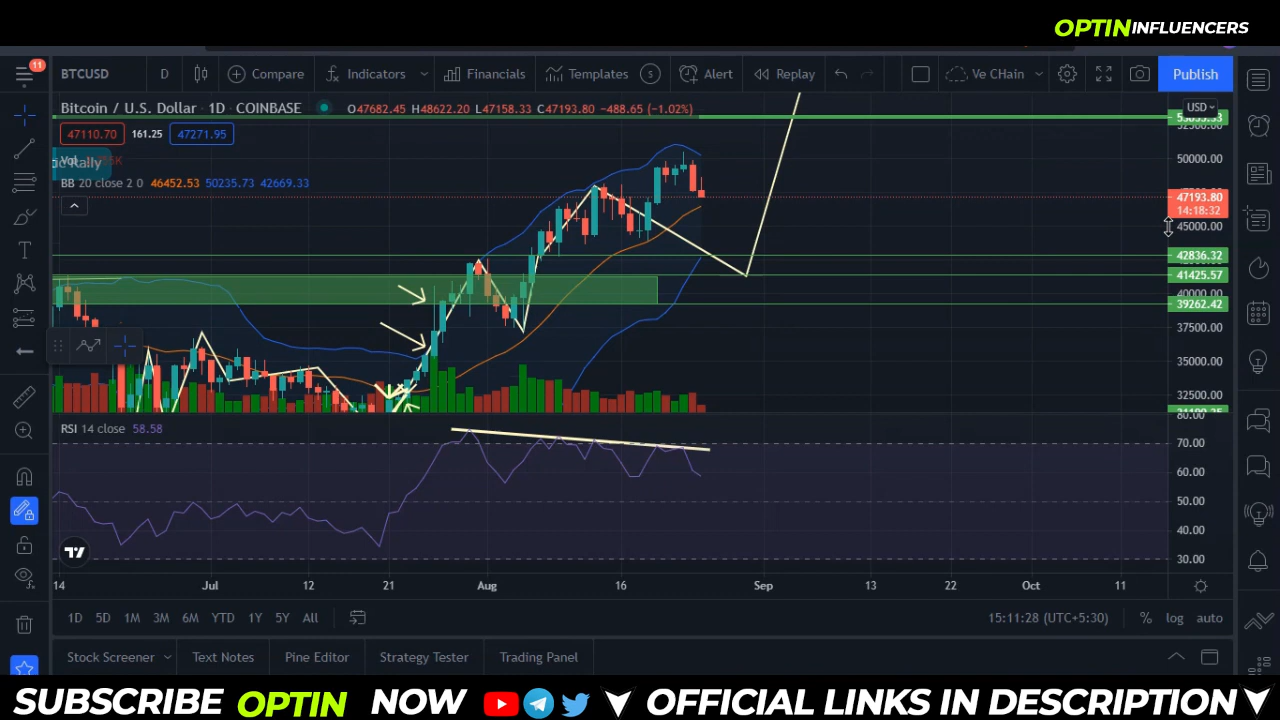 OPTIN INFLUENCERS
11
BTCUSD D Compare Indicators Financials Templates S Alert Replay Ve CHain Publish
Bitcoin / U.S. Dollar · 1D · COINBASE O47682.45 H48622.20 L47158.33 C47193.80 −488.65 (−1.02%)
USD
47110.70 161.25 47271.95
52500.00
Vol
50000.00
BB 20 close 2 0 46452.53 50235.73 42669.33
47193.80
14:18:32
45000.00
42836.32
41425.57
40000.00
39262.42
37500.00
35000.00
32500.00
80.00
RSI 14 close 58.58
70.00
60.00
50.00
40.00
30.00
14 Jul 12 21 Aug 16 Sep 13 22 Oct 11
1D 5D 1M 3M 6M YTD 1Y 5Y All 15:11:28 (UTC+5:30) % log auto
Stock Screener Text Notes Pine Editor Strategy Tester Trading Panel
SUBSCRIBE OPTIN NOW OFFICIAL LINKS IN DESCRIPTION